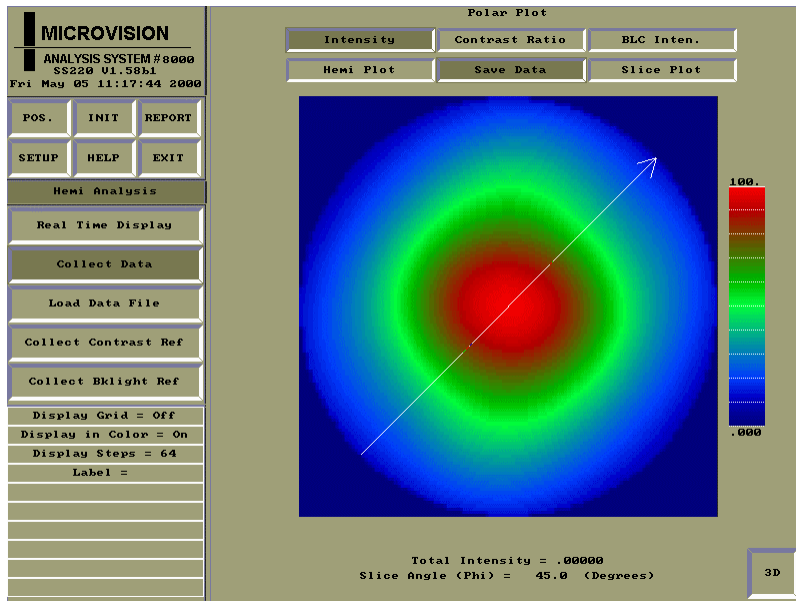 MICROVISION
ANALYSIS SYSTEM #8000
SS220 V1.58b1
Fri May 05 11:17:44 2000
POS. INIT REPORT
SETUP HELP EXIT
Hemi Analysis
Real Time Display
Collect Data
Load Data File
Collect Contrast Ref
Collect Bklight Ref
Display Grid = Off
Display in Color = On
Display Steps = 64
Label =
Polar Plot
Intensity Contrast Ratio BLC Inten.
Hemi Plot Save Data Slice Plot
100.
.000
Total Intensity = .00000
Slice Angle (Phi) = 45.0 (Degrees)
3D